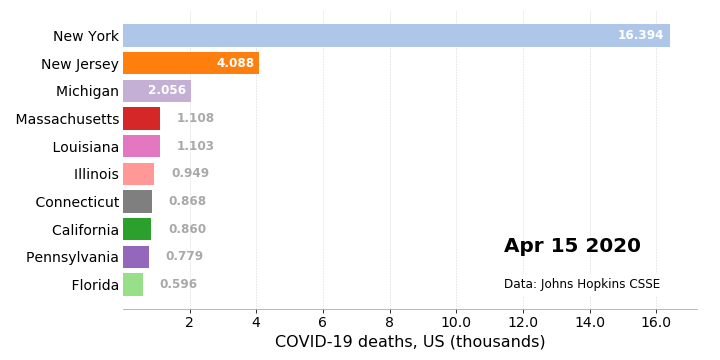 New York 16.394
New Jersey 4.088
Michigan 2.056
Massachusetts 1.108
Louisiana 1.103
Illinois 0.949
Connecticut 0.868
California 0.860
Apr 15 2020
Pennsylvania 0.779
Florida 0.596
Data: Johns Hopkins CSSE
2 4 6 8 10.0 12.0 14.0 16.0
COVID-19 deaths, US (thousands)